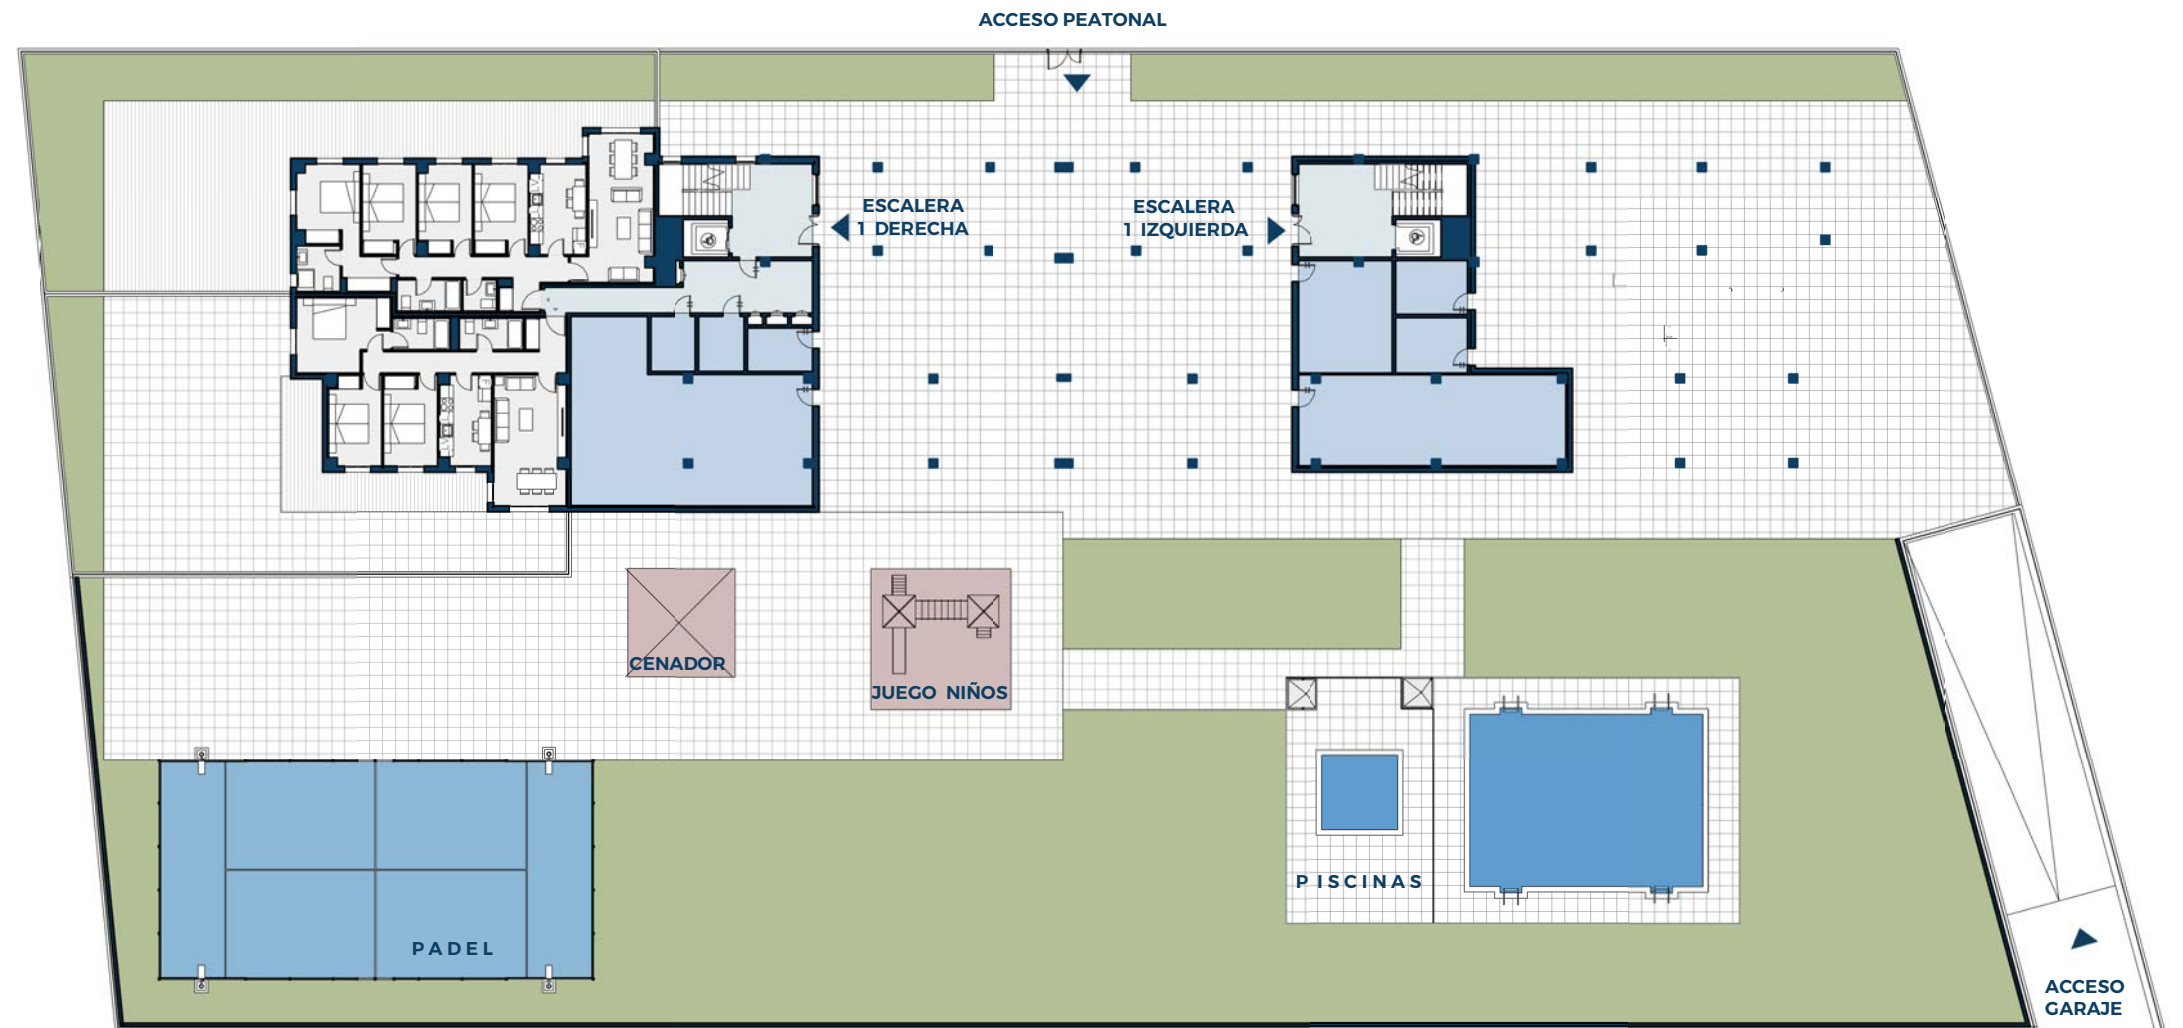 ACCESO PEATONAL
ESCALERA
1 DERECHA
ESCALERA
1 IZQUIERDA
CENADOR
JUEGO NIÑOS
PISCINAS
PADEL
ACCESO
GARAJE